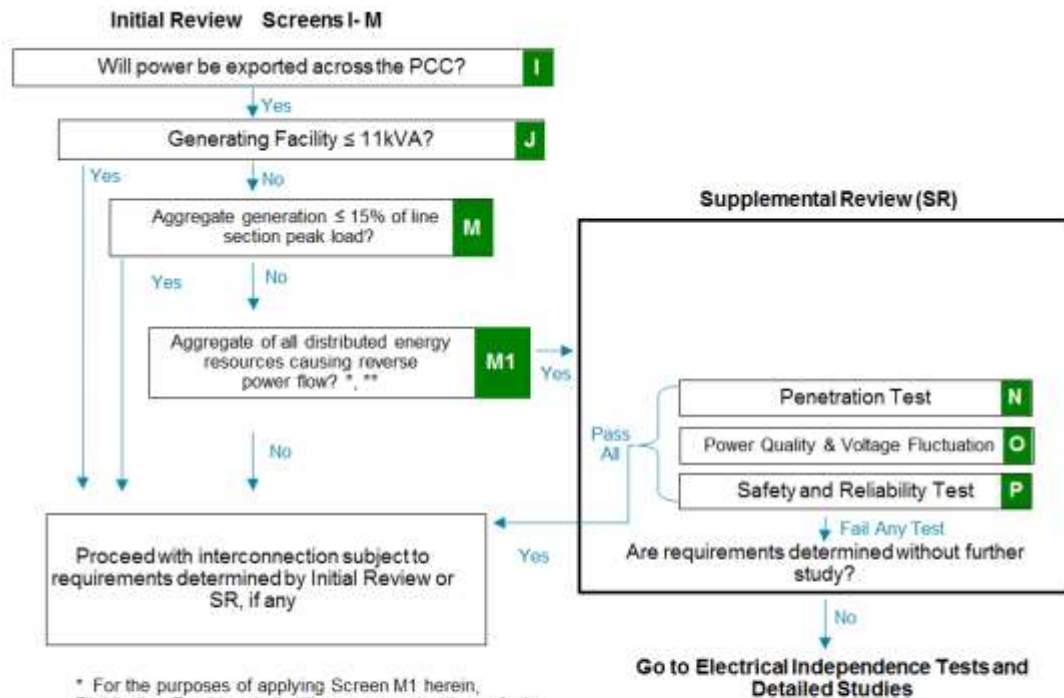 Initial Review Screens I- M
Will power be exported across the PCC? I
Yes
Generating Facility ≤ 11kVA? J
Yes
No
Aggregate generation ≤ 15% of line
section peak load?
M
Yes
No
Aggregate of all distributed energy
resources causing reverse
power flow? *, **
M1
Yes
No
Supplemental Review (SR)
Penetration Test N
Power Quality & Voltage Fluctuation O
Safety and Reliability Test P
Pass
All
Fail Any Test
Are requirements determined without further
study?
Yes
No
Proceed with interconnection subject to
requirements determined by Initial Review or
SR, if any
Go to Electrical Independence Tests and
Detailed Studies
* For the purposes of applying Screen M1 herein,